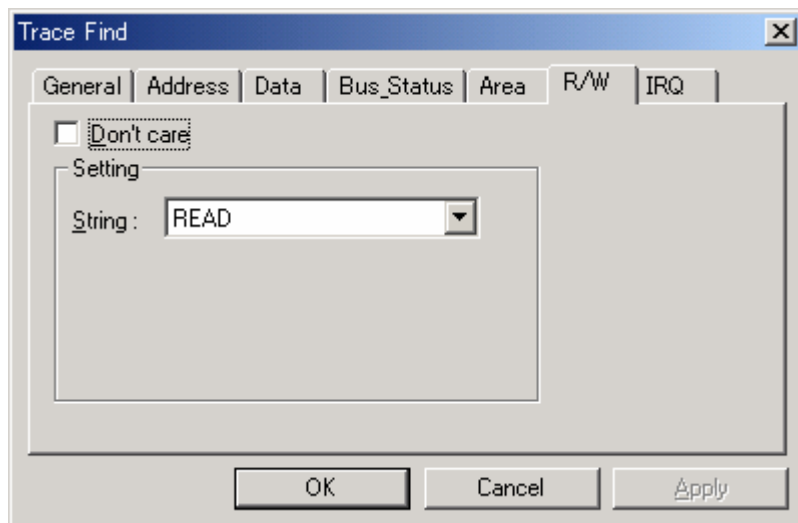 Trace Find
General Address Data Bus_Status Area R/W IRQ
Don't care
Setting
String : READ
OK Cancel Apply